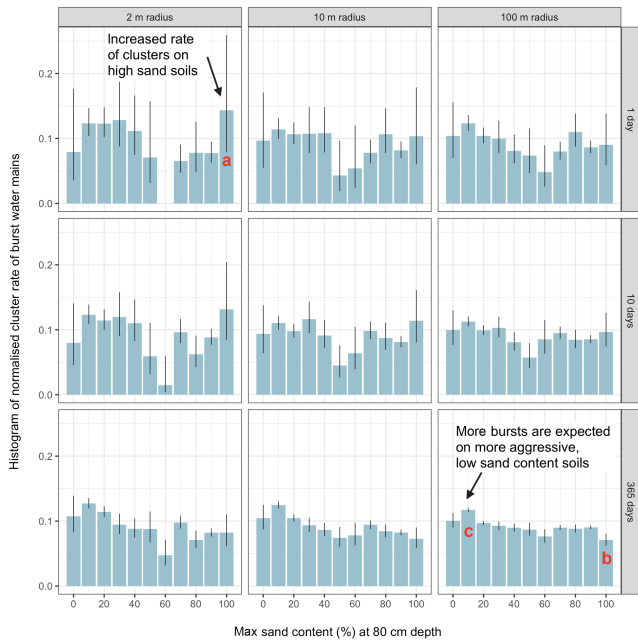 2 m radius
10 m radius
100 m radius
Increased rate
of clusters on
high sand soils
a
0.2
0.1
0.0
1 day
0.2
0.1
0.0
10 days
More bursts are expected
on more aggressive,
low sand content soils
c
b
0.2
0.1
0.0
365 days
0 20 40 60 80 100
0 20 40 60 80 100
0 20 40 60 80 100
Max sand content (%) at 80 cm depth
Histogram of normalised cluster rate of burst water mains